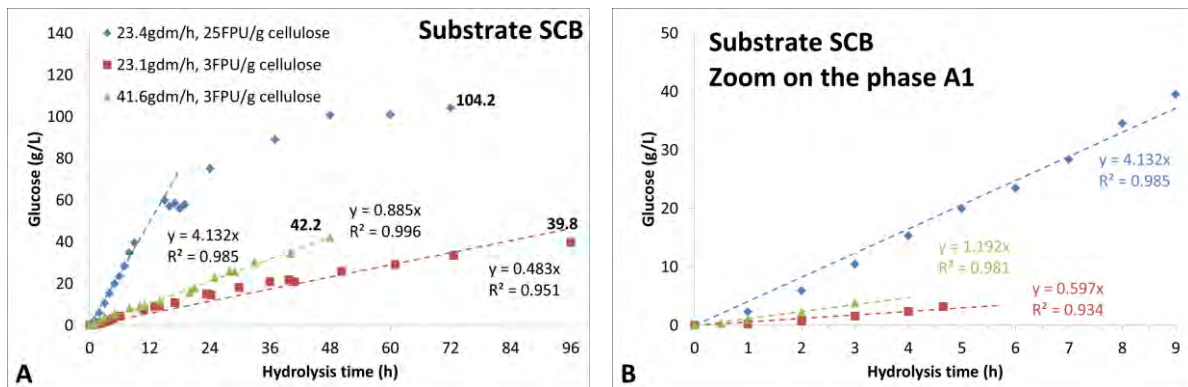 Substrate SCB
23.4gdm/h, 25FPU/g cellulose
23.1gdm/h, 3FPU/g cellulose
41.6gdm/h, 3FPU/g cellulose
140
120
100
80
60
40
20
0
Glucose (g/L)
104.2
y = 4.132x
R² = 0.985
42.2
y = 0.885x
R² = 0.996
39.8
y = 0.483x
R² = 0.951
0 12 24 36 48 60 72 84 96
Hydrolysis time (h)
A
Substrate SCB
Zoom on the phase A1
50
40
30
20
10
0
Glucose (g/L)
y = 4.132x
R² = 0.985
y = 1.192x
R² = 0.981
y = 0.597x
R² = 0.934
0 1 2 3 4 5 6 7 8 9
Hydrolysis time (h)
B